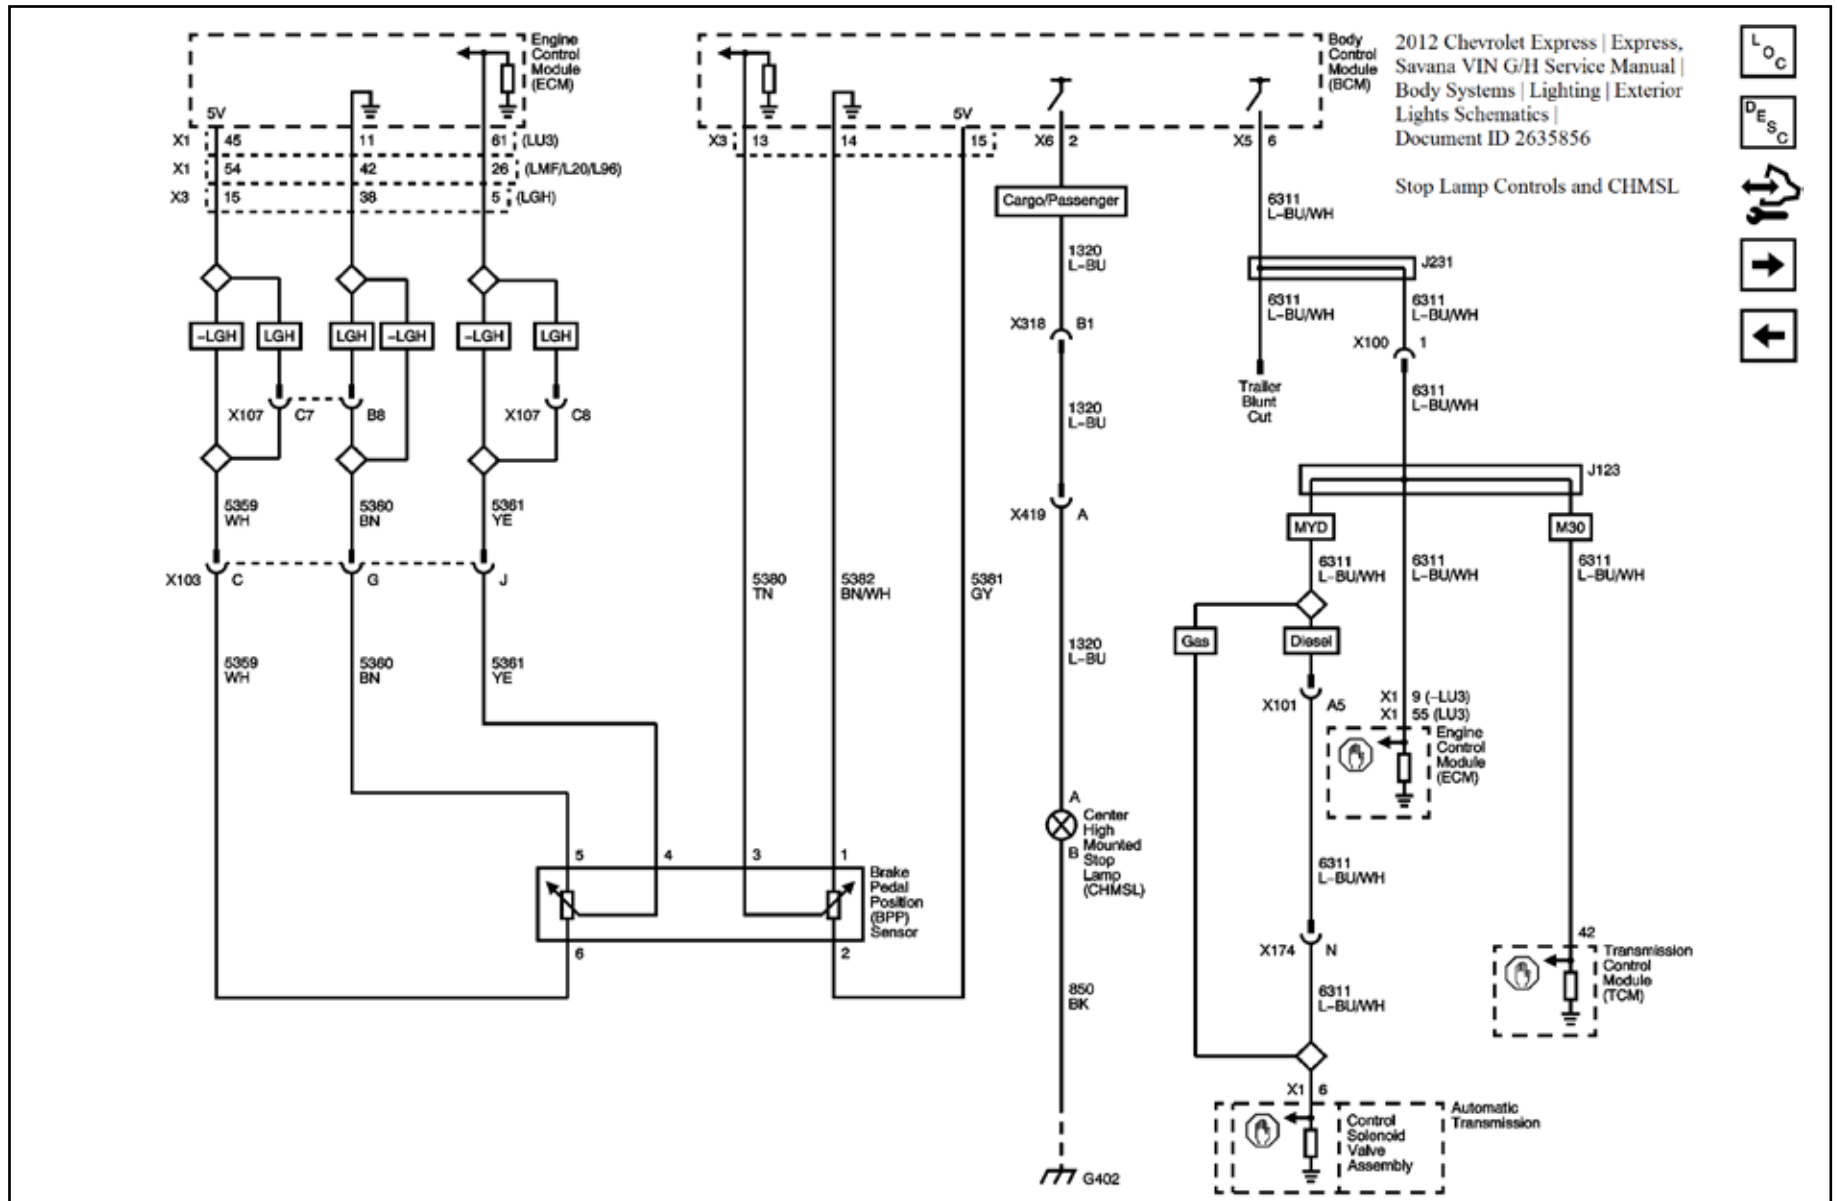 Engine
Control
Module
(ECM)
5V
X1 45 11 61 (LU3)
X1 54 42 26 (LMF/L20/L96)
X3 15 38 5 (LGH)
-LGH LGH LGH -LGH -LGH LGH
X107 C7 B8 X107 C8
5359
WH
5360
BN
5361
YE
X103 C G J
5359
WH
5360
BN
5361
YE
Body
Control
Module
(BCM)
5V
X3 13 14 15 X6 2 X5 6
5380
TN
5382
BN/WH
5381
GY
5 4 3 1
Brake
Pedal
Position
(BPP)
Sensor
6 2
Cargo/Passenger
1320
L-BU
X318 B1
1320
L-BU
X419 A
1320
L-BU
A
Center
High
Mounted
Stop
Lamp
(CHMSL)
B
850
BK
G402
6311
L-BU/WH
J231
6311
L-BU/WH
6311
L-BU/WH
Trailer
Blunt
Cut
X100 1
6311
L-BU/WH
J123
MYD
M30
6311
L-BU/WH
6311
L-BU/WH
6311
L-BU/WH
Gas
Diesel
X101 A5
X1 9 (-LU3)
X1 55 (LU3)
Engine
Control
Module
(ECM)
6311
L-BU/WH
X174 N
6311
L-BU/WH
42
Transmission
Control
Module
(TCM)
X1 6
Control
Solenoid
Valve
Assembly
Automatic
Transmission
2012 Chevrolet Express | Express,
Savana VIN G/H Service Manual |
Body Systems | Lighting | Exterior
Lights Schematics |
Document ID 2635856
Stop Lamp Controls and CHMSL
LOC
DESC